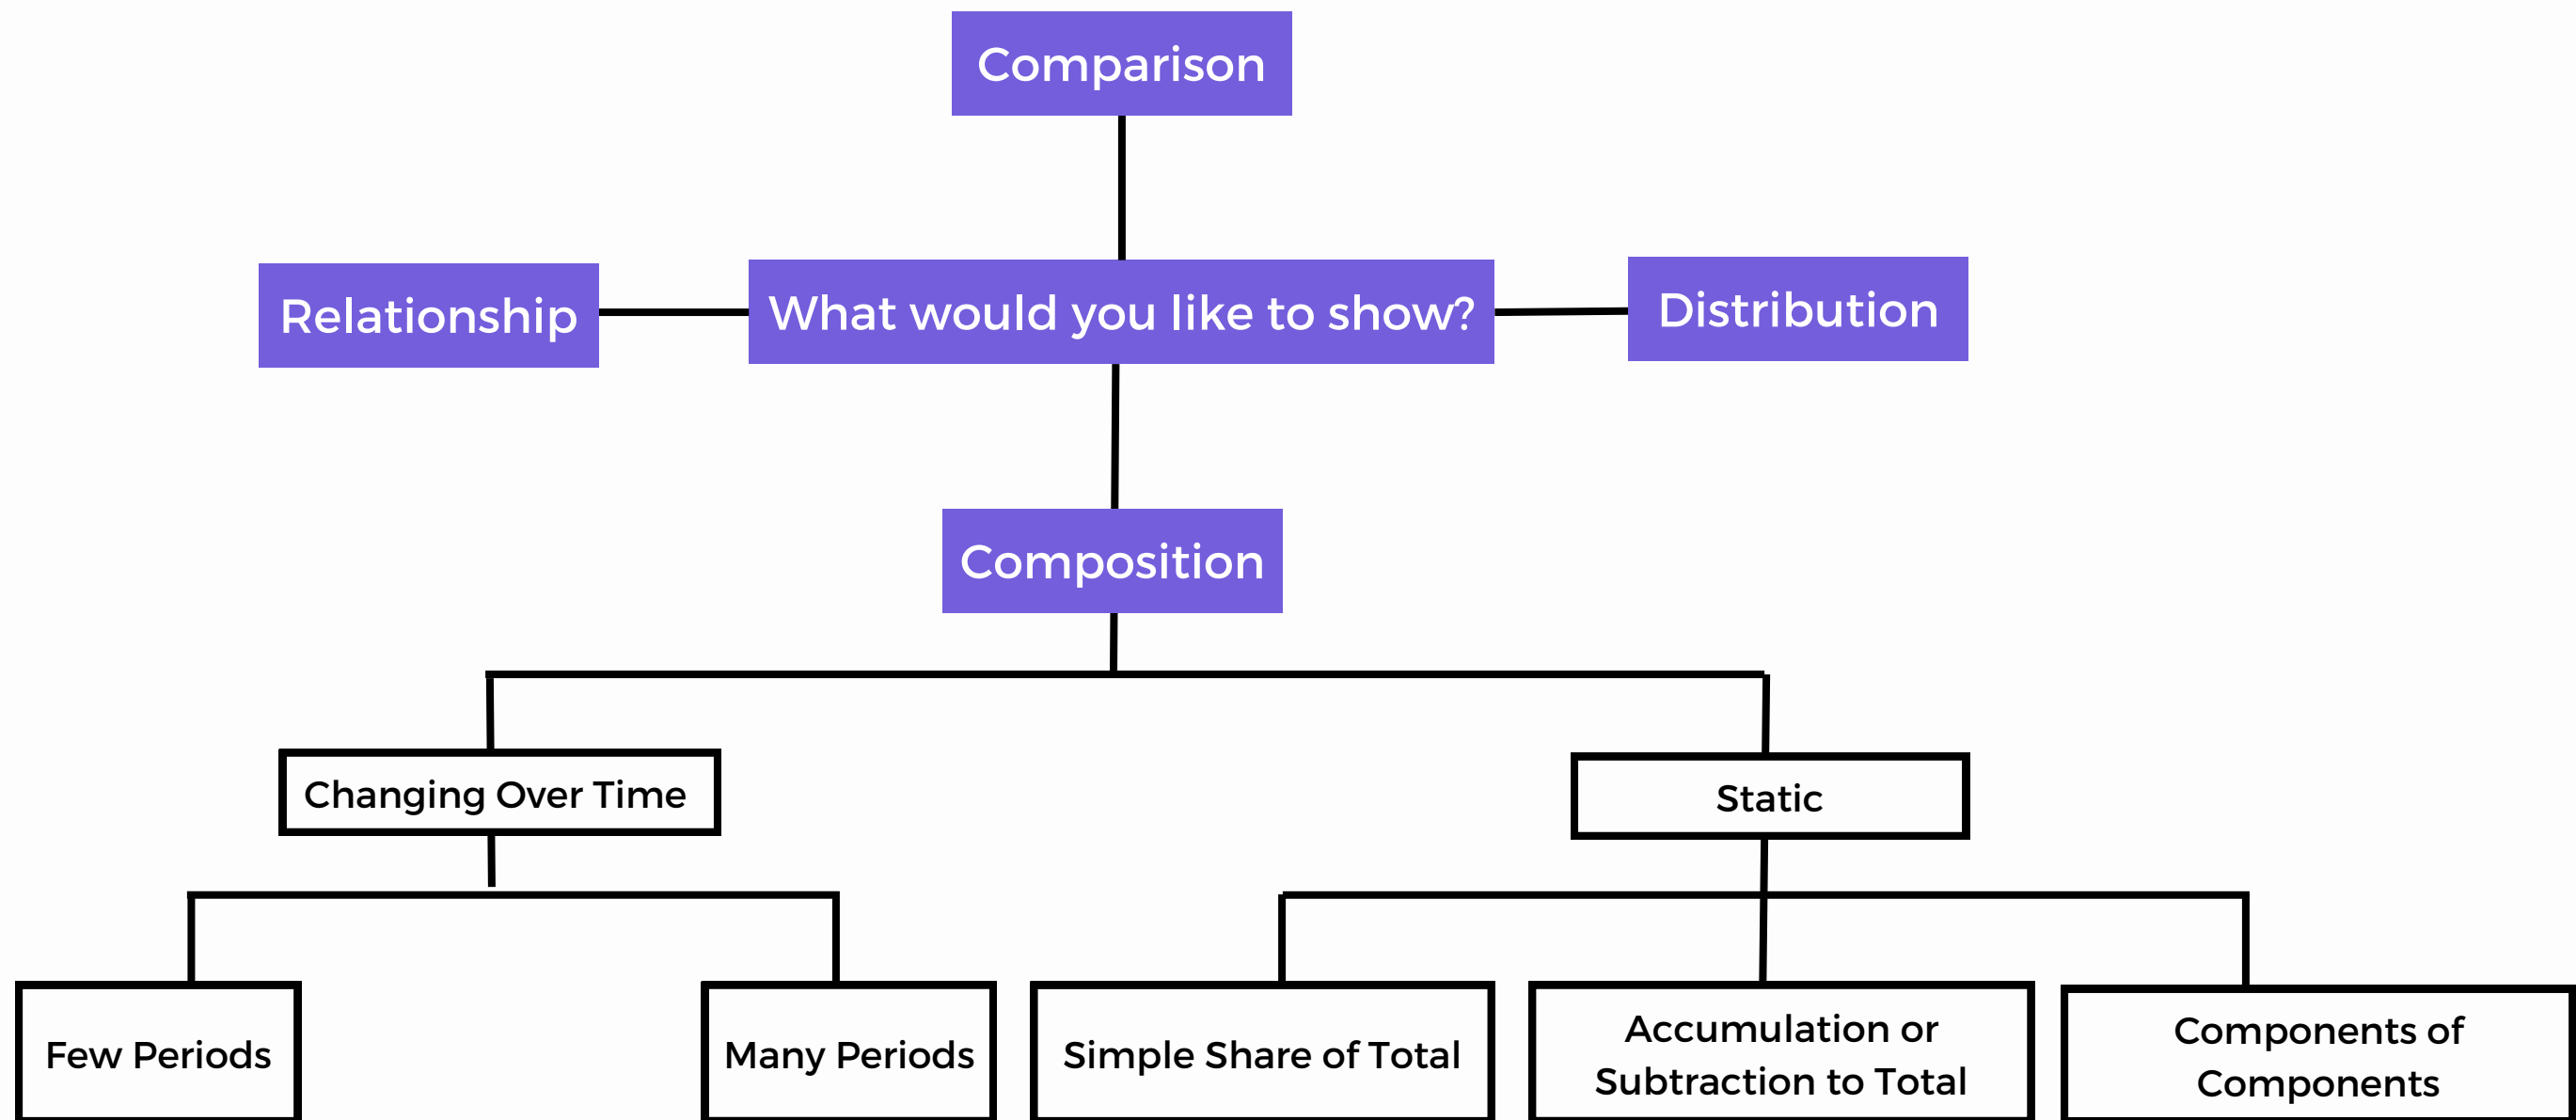 Comparison
Relationship
What would you like to show?
Distribution
Composition
Changing Over Time
Static
Few Periods
Many Periods
Simple Share of Total
Accumulation or
Subtraction to Total
Components of
Components